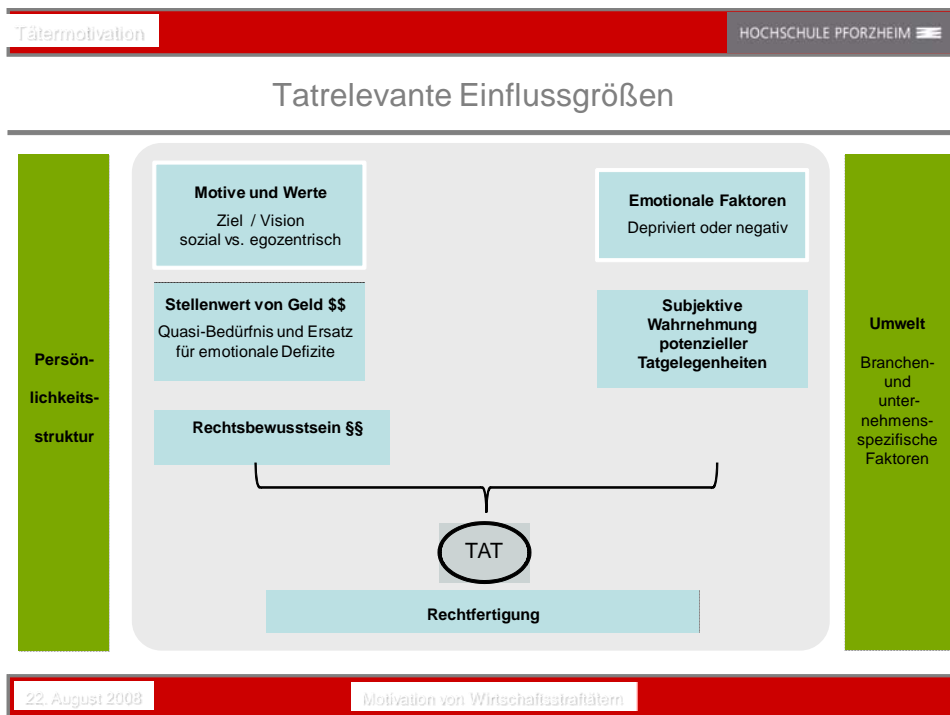 Tätermotivation
HOCHSCHULE PFORZHEIM
Tatrelevante Einflussgrößen
Persön-
lichkeits-
struktur
Motive und Werte
Ziel / Vision
sozial vs. egozentrisch
Stellenwert von Geld $$
Quasi-Bedürfnis und Ersatz
für emotionale Defizite
Rechtsbewusstsein §§
Emotionale Faktoren
Depriviert oder negativ
Subjektive
Wahrnehmung
potenzieller
Tatgelegenheiten
Umwelt
Branchen-
und
unter-
nehmens-
spezifische
Faktoren
TAT
Rechtfertigung
22. August 2008
Motivation von Wirtschaftsstraftätern